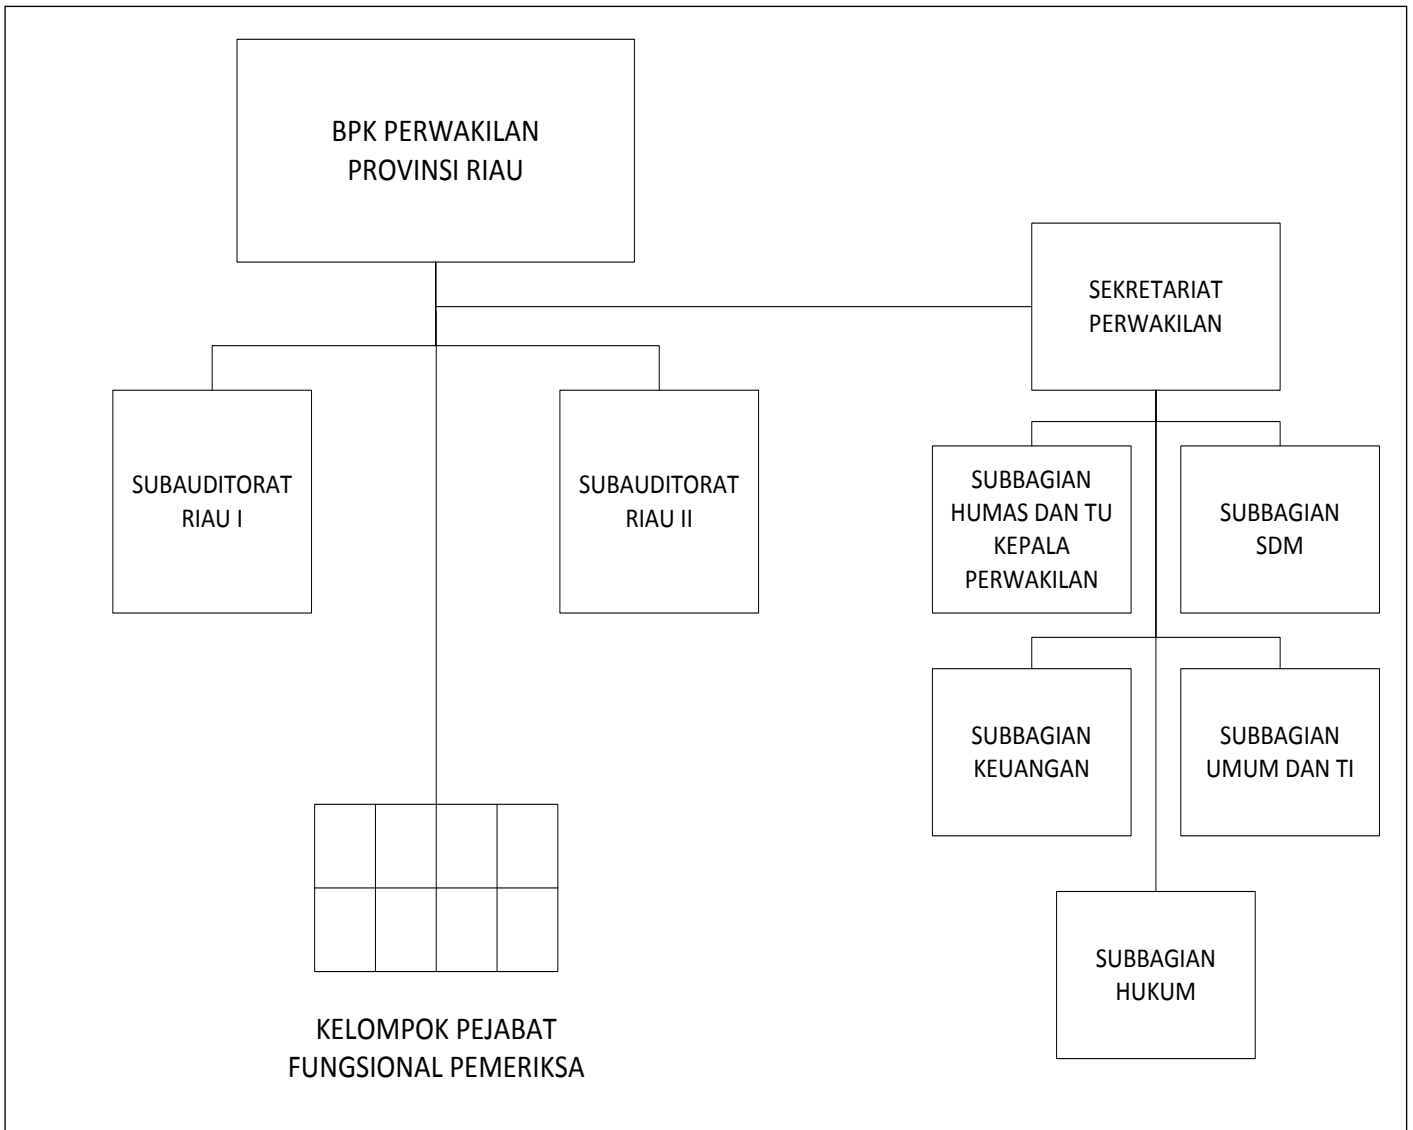 BPK PERWAKILAN
PROVINSI RIAU
SEKRETARIAT
PERWAKILAN
SUBAUDITORAT
RIAU I
SUBAUDITORAT
RIAU II
SUBBAGIAN
HUMAS DAN TU
KEPALA
PERWAKILAN
SUBBAGIAN
SDM
SUBBAGIAN
KEUANGAN
SUBBAGIAN
UMUM DAN TI
SUBBAGIAN
HUKUM
KELOMPOK PEJABAT
FUNGSIONAL PEMERIKSA